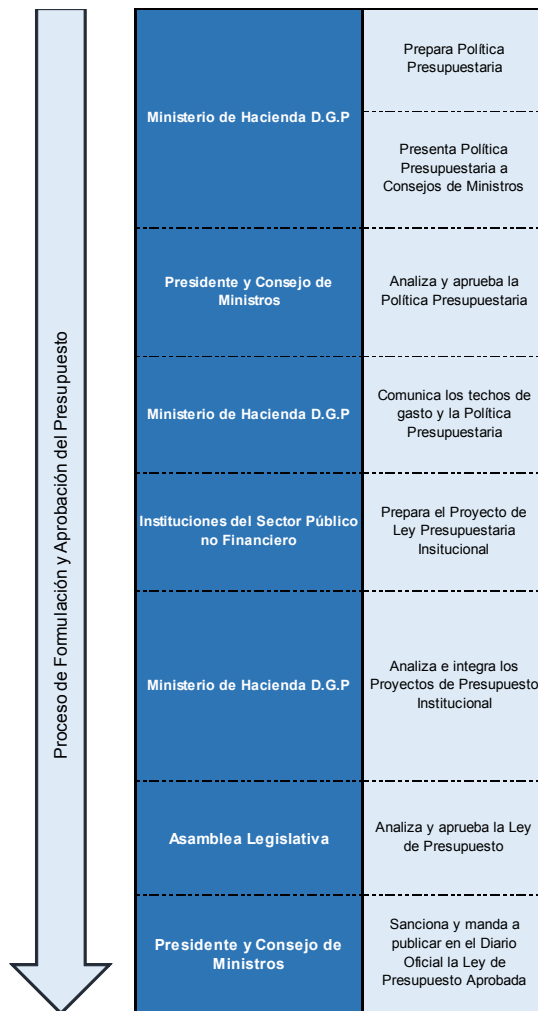 Proceso de Formulación y Aprobación del Presupuesto
Ministerio de Hacienda D.G.P
Prepara Política
Presupuestaria
Presenta Política
Presupuestaria a
Consejos de Ministros
Presidente y Consejo de
Ministros
Analiza y aprueba la
Política Presupuestaria
Ministerio de Hacienda D.G.P
Comunica los techos de
gasto y la Política
Presupuestaria
Instituciones del Sector Público
no Financiero
Prepara el Proyecto de
Ley Presupuestaria
Insitucional
Ministerio de Hacienda D.G.P
Analiza e integra los
Proyectos de Presupuesto
Institucional
Asamblea Legislativa
Analiza y aprueba la Ley
de Presupuesto
Presidente y Consejo de
Ministros
Sanciona y manda a
publicar en el Diario
Oficial la Ley de
Presupuesto Aprobada